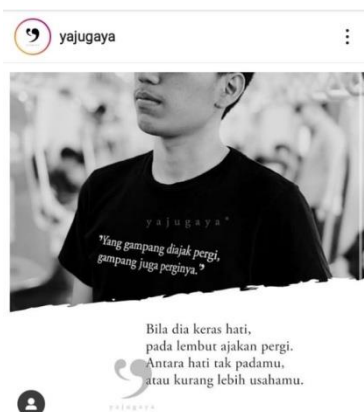 yajugaya
yajugaya
"Yang gampang diajak pergi,
gampang juga perginya."
Bila dia keras hati,
pada lembut ajakan pergi.
Antara hati tak padamu,
atau kurang lebih usahamu.
yajugaya